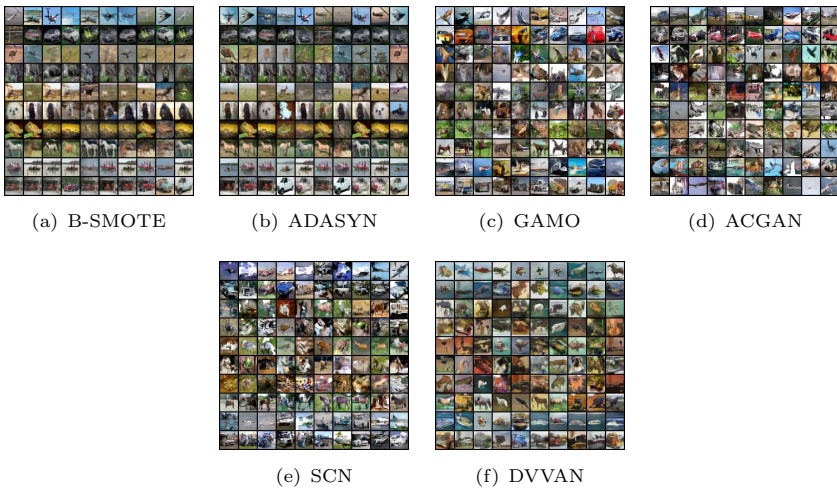 (a) B-SMOTE
(b) ADASYN
(c) GAMO
(d) ACGAN
(e) SCN
(f) DVVAN